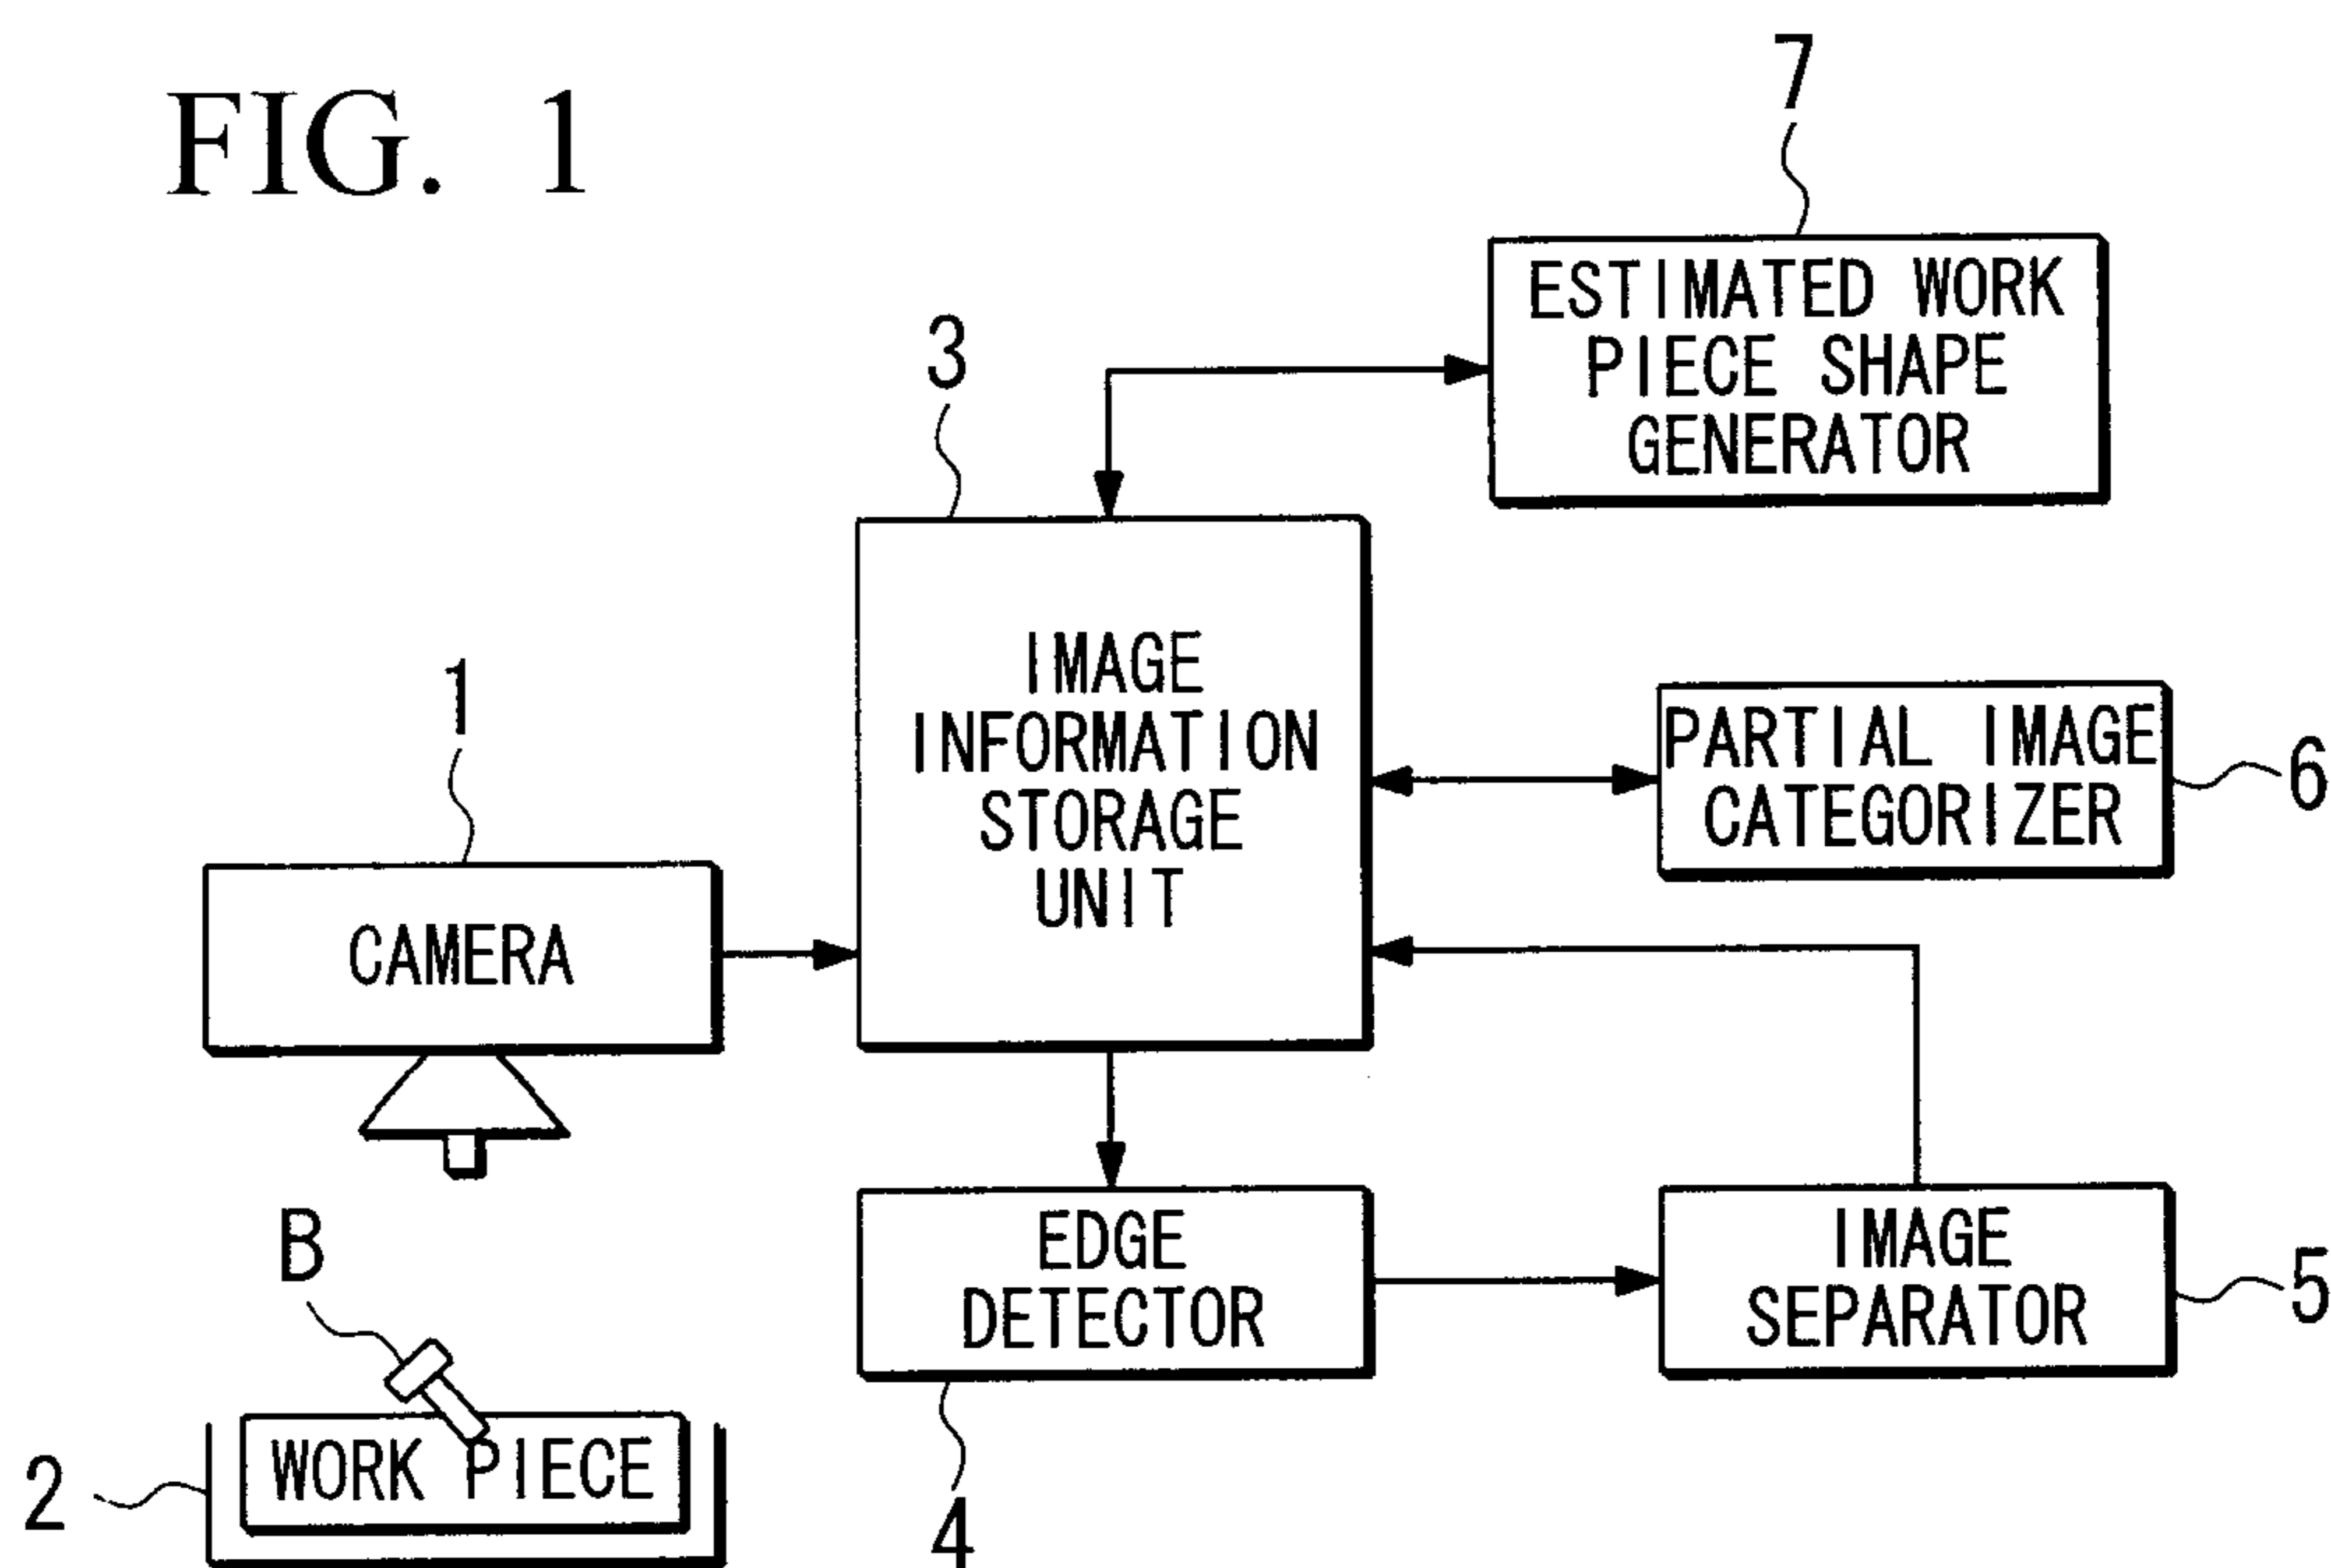 FIG. 1
7
ESTIMATED WORK
PIECE SHAPE
GENERATOR
3
IMAGE
INFORMATION
STORAGE
UNIT
PARTIAL IMAGE
CATEGORIZER
6
1
CAMERA
B
WORK PIECE
2
EDGE
DETECTOR
4
IMAGE
SEPARATOR
5